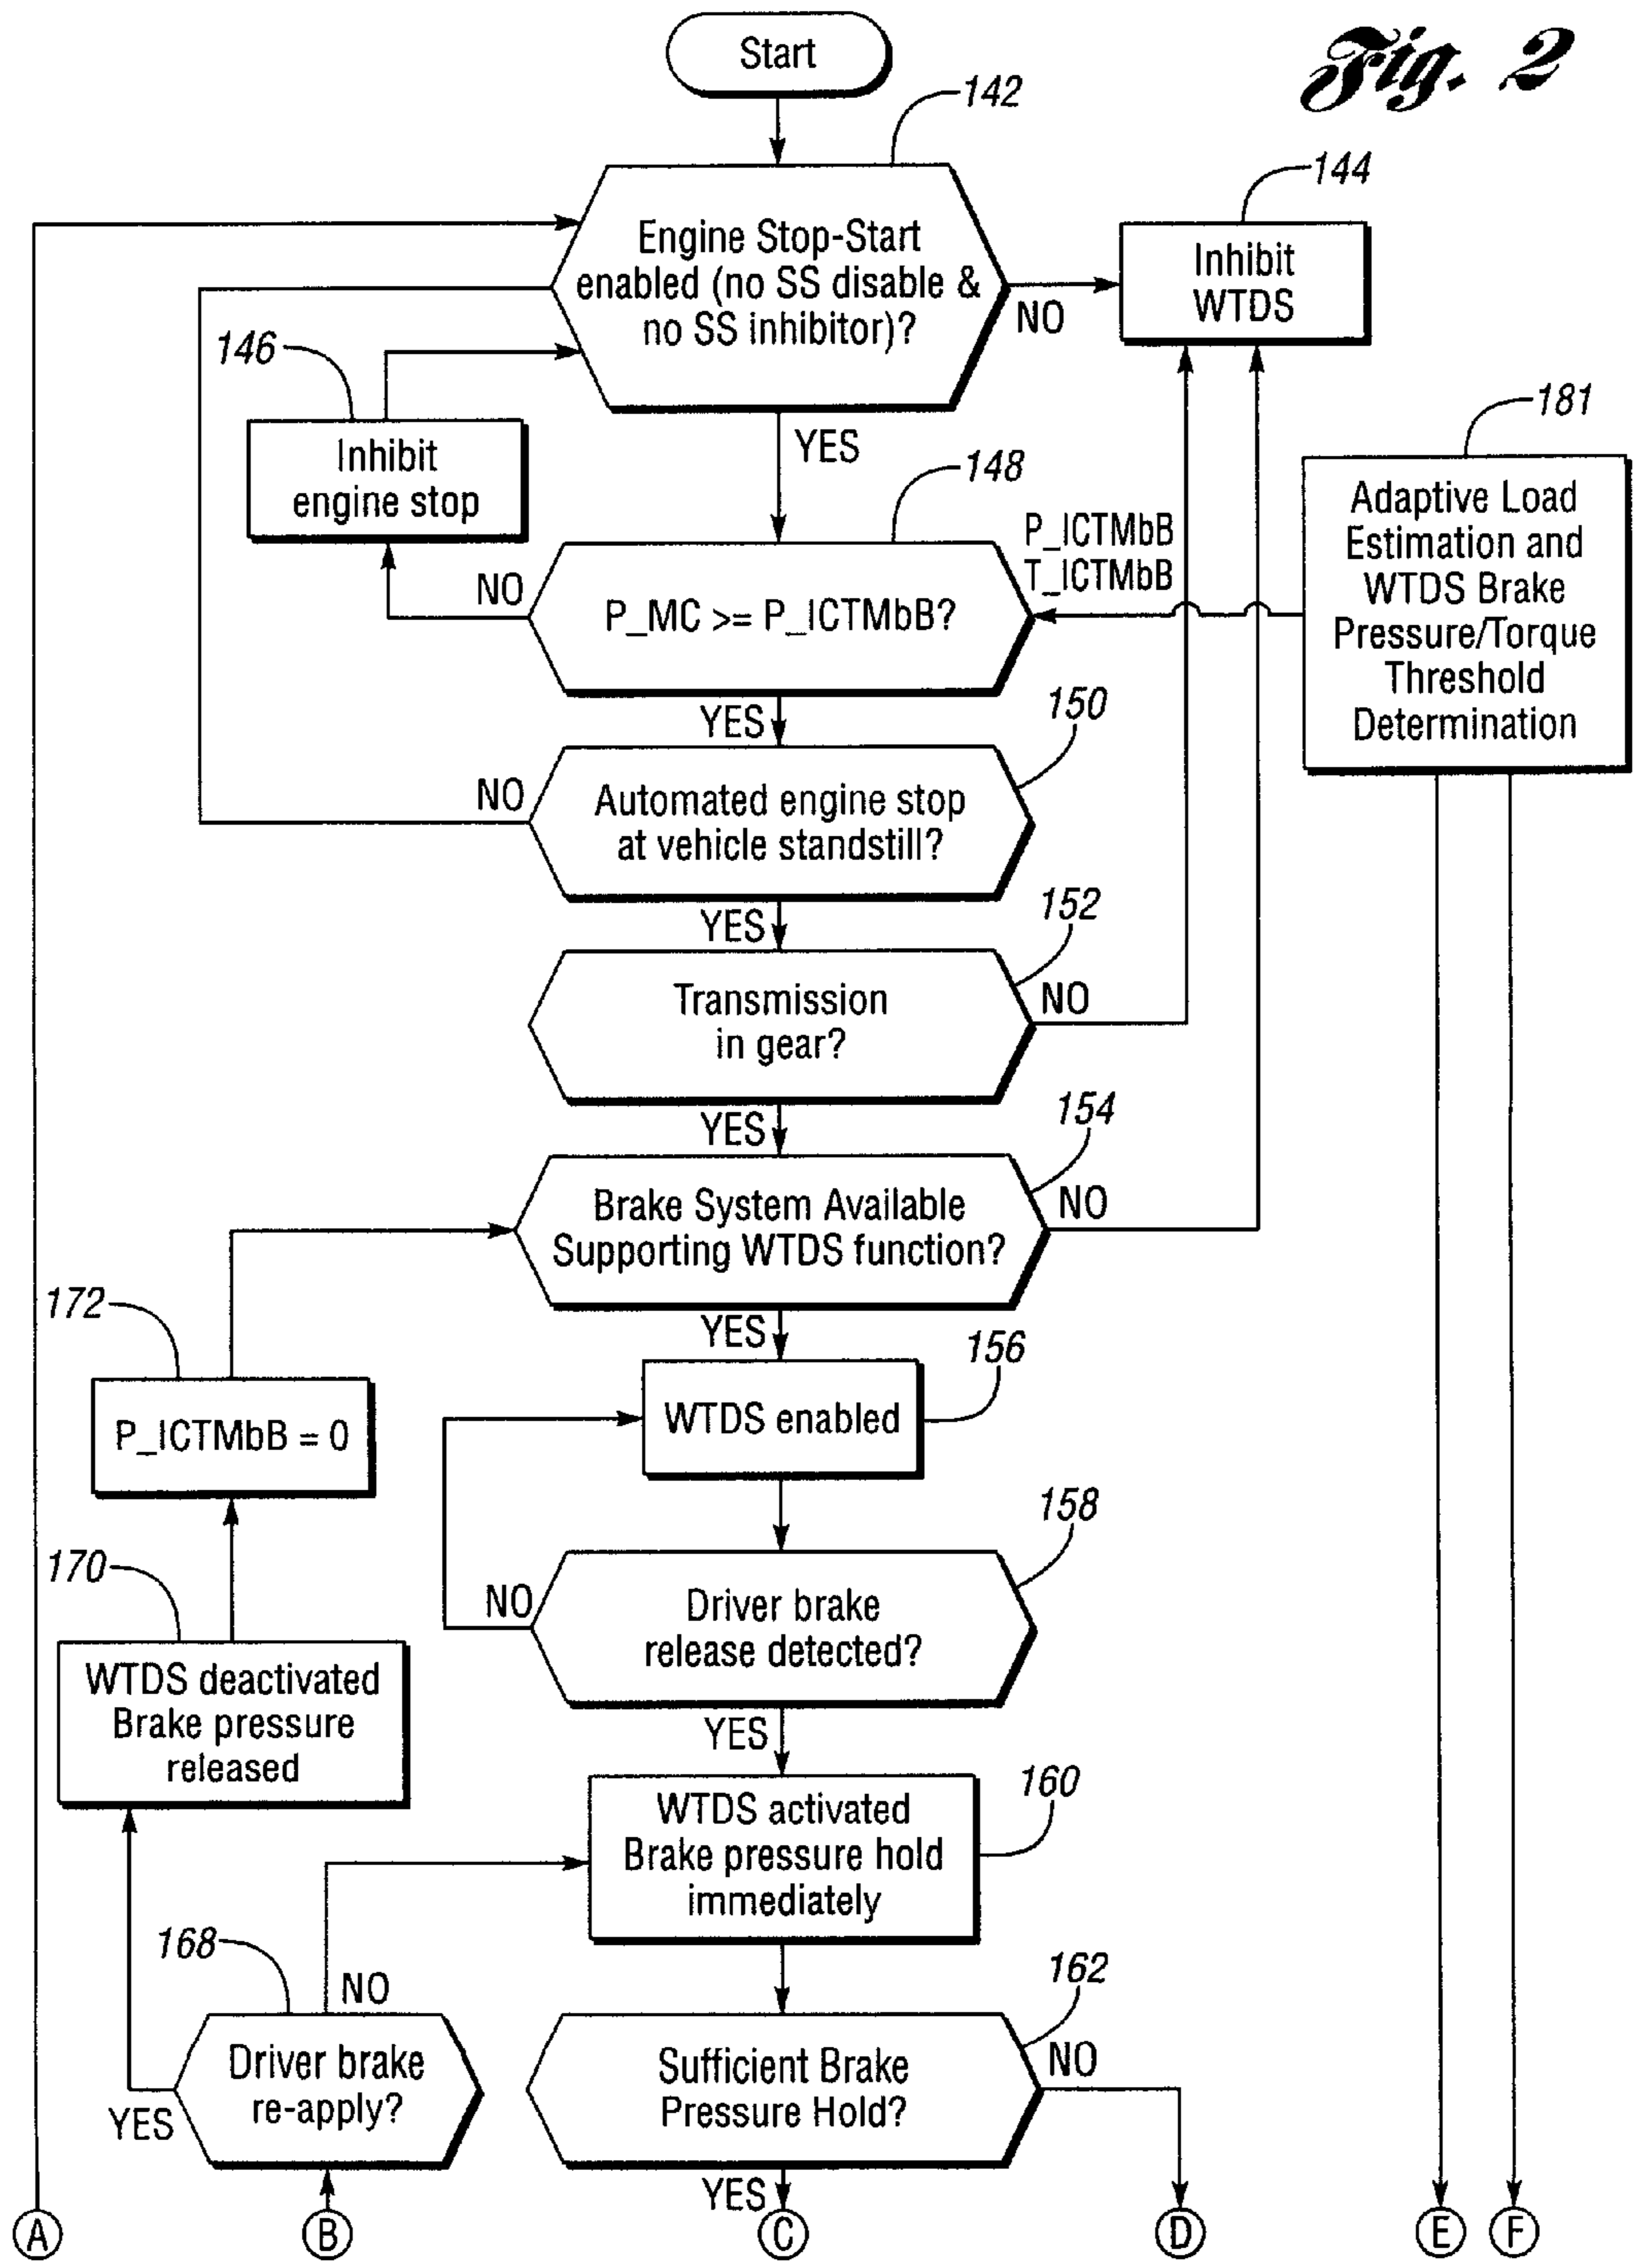 Start
Fig. 2
142
144
Engine Stop-Start
enabled (no SS disable &
no SS inhibitor)?
NO
Inhibit
WTDS
146
Inhibit
engine stop
YES
148
181
Adaptive Load
Estimation and
WTDS Brake
Pressure/Torque
Threshold
Determination
P_ICTMbB
T_ICTMbB
NO
P_MC >= P_ICTMbB?
YES
150
NO
Automated engine stop
at vehicle standstill?
YES
152
Transmission
in gear?
NO
YES
154
Brake System Available
Supporting WTDS function?
NO
172
YES
156
P_ICTMbB = 0
WTDS enabled
158
170
NO
Driver brake
release detected?
WTDS deactivated
Brake pressure
released
YES
160
WTDS activated
Brake pressure hold
immediately
168
NO
162
Driver brake
re-apply?
YES
Sufficient Brake
Pressure Hold?
NO
YES
A
B
C
D
E
F